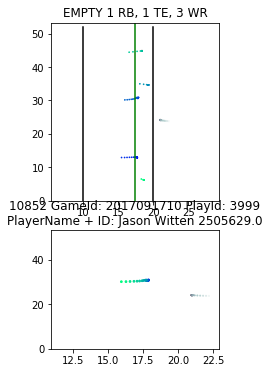 EMPTY 1 RB, 1 TE, 3 WR
50
40
30
20
10
0
10 15 20
10852 GameId: 2017091710 PlayId: 3999
PlayerName + ID: Jason Witten 2505629.0
40
20
0
12.5 15.0 17.5 20.0 22.5